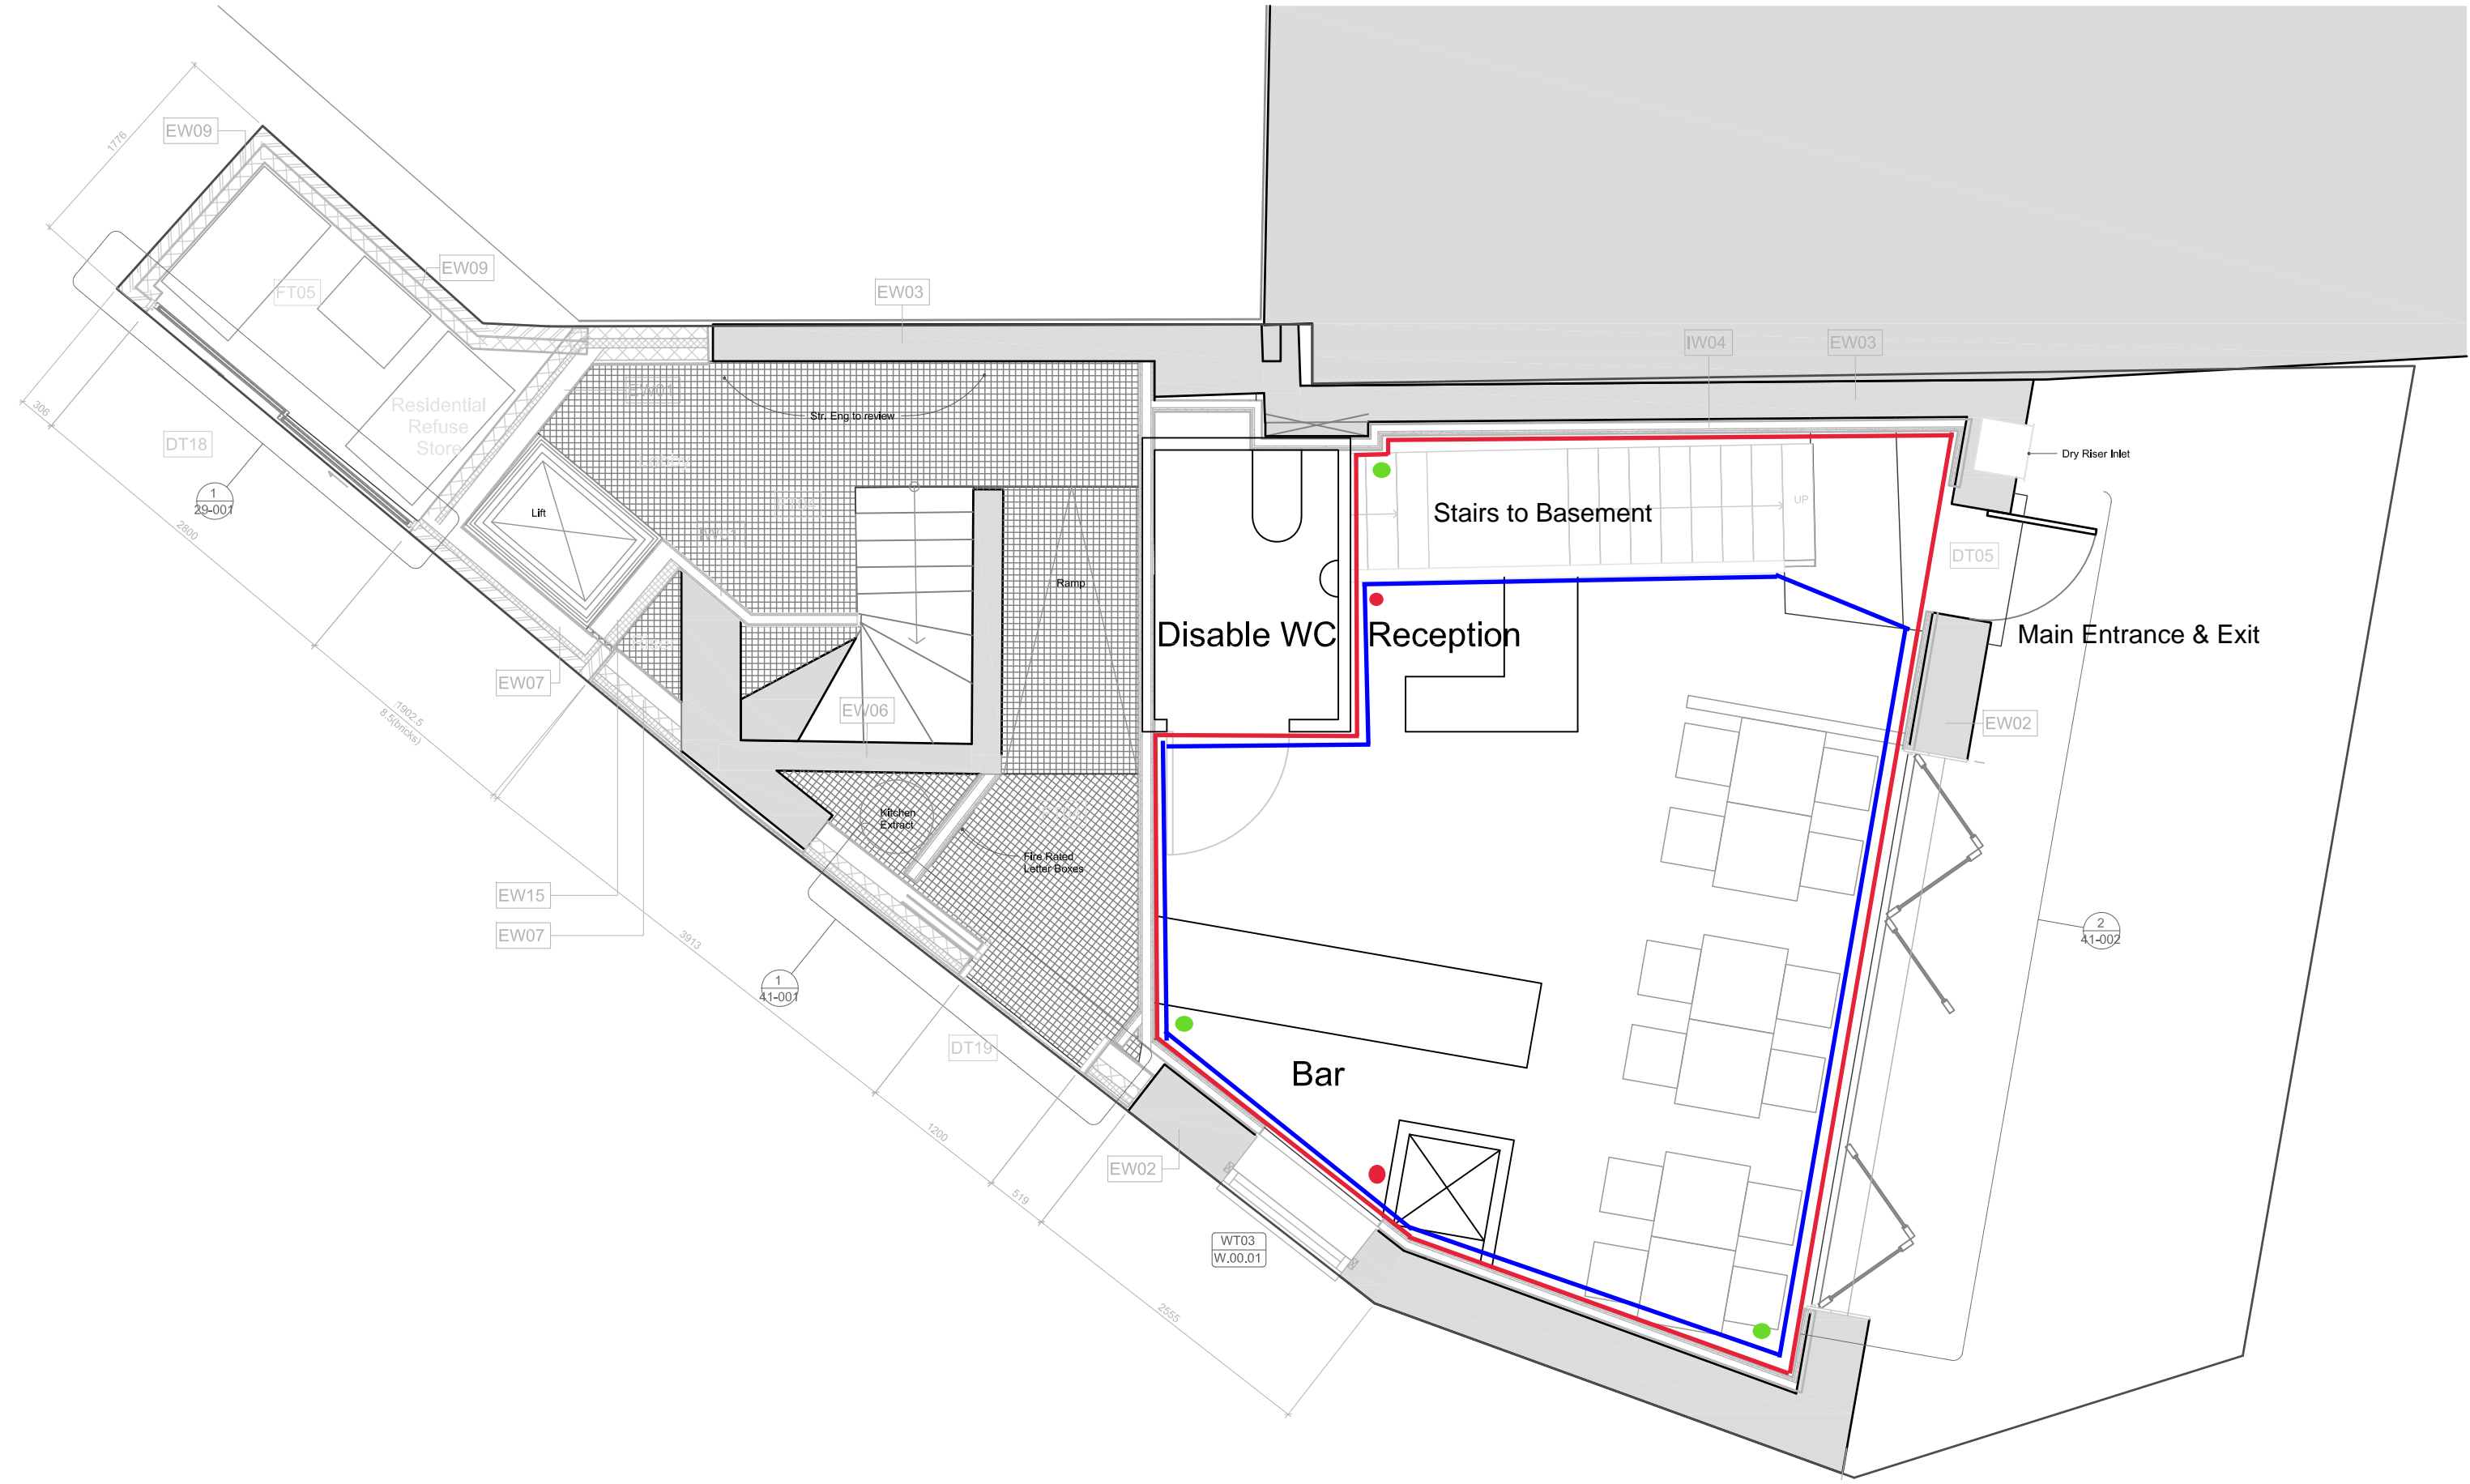 1776
EW09
EW09
FT05
EW03
IW04
EW03
306
DT18
Residential
Refuse
Store
Str. Eng to review
Dry Riser Inlet
1
29-001
Lift
Stairs to Basement
UP
2800
DT05
Ramp
Disable WC
Reception
Main Entrance & Exit
EW07
EW06
EW02
1902.5
8.5(bricks)
Kitchen
Extract
Fire Rated
Letter Boxes
EW15
EW07
3913
2
41-002
1
41-001
DT19
Bar
1200
EW02
519
WT03
W.00.01
2555